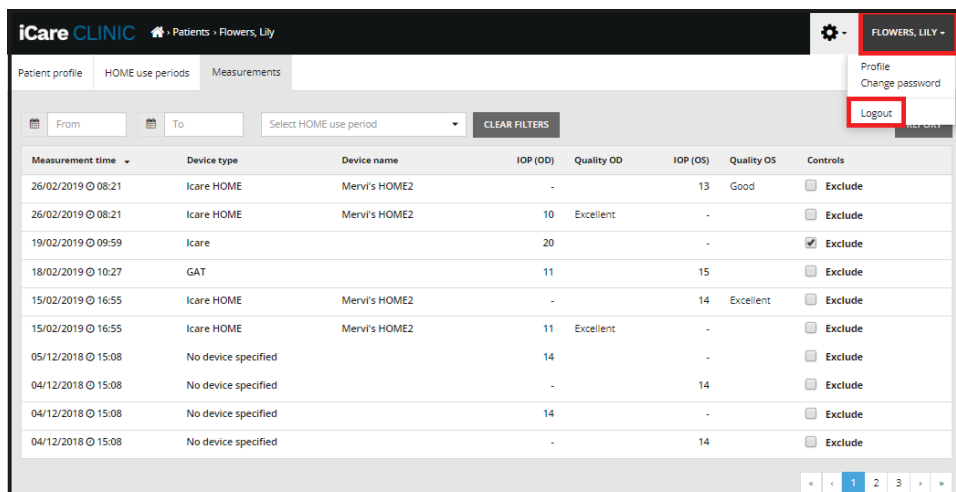 iCare CLINIC › Patients › Flowers, Lily FLOWERS, LILY
Patient profile HOME use periods Measurements
Profile
Change password
Logout
From To Select HOME use period CLEAR FILTERS REPORT
Measurement time Device type Device name IOP (OD) Quality OD IOP (OS) Quality OS Controls
26/02/2019 08:21 Icare HOME Mervi's HOME2 - 13 Good Exclude
26/02/2019 08:21 Icare HOME Mervi's HOME2 10 Excellent - Exclude
19/02/2019 09:59 Icare 20 - Exclude
18/02/2019 10:27 GAT 11 15 Exclude
15/02/2019 16:55 Icare HOME Mervi's HOME2 - 14 Excellent Exclude
15/02/2019 16:55 Icare HOME Mervi's HOME2 11 Excellent - Exclude
05/12/2018 15:08 No device specified 14 - Exclude
04/12/2018 15:08 No device specified - 14 Exclude
04/12/2018 15:08 No device specified 14 - Exclude
04/12/2018 15:08 No device specified - 14 Exclude
« ‹ 1 2 3 › »